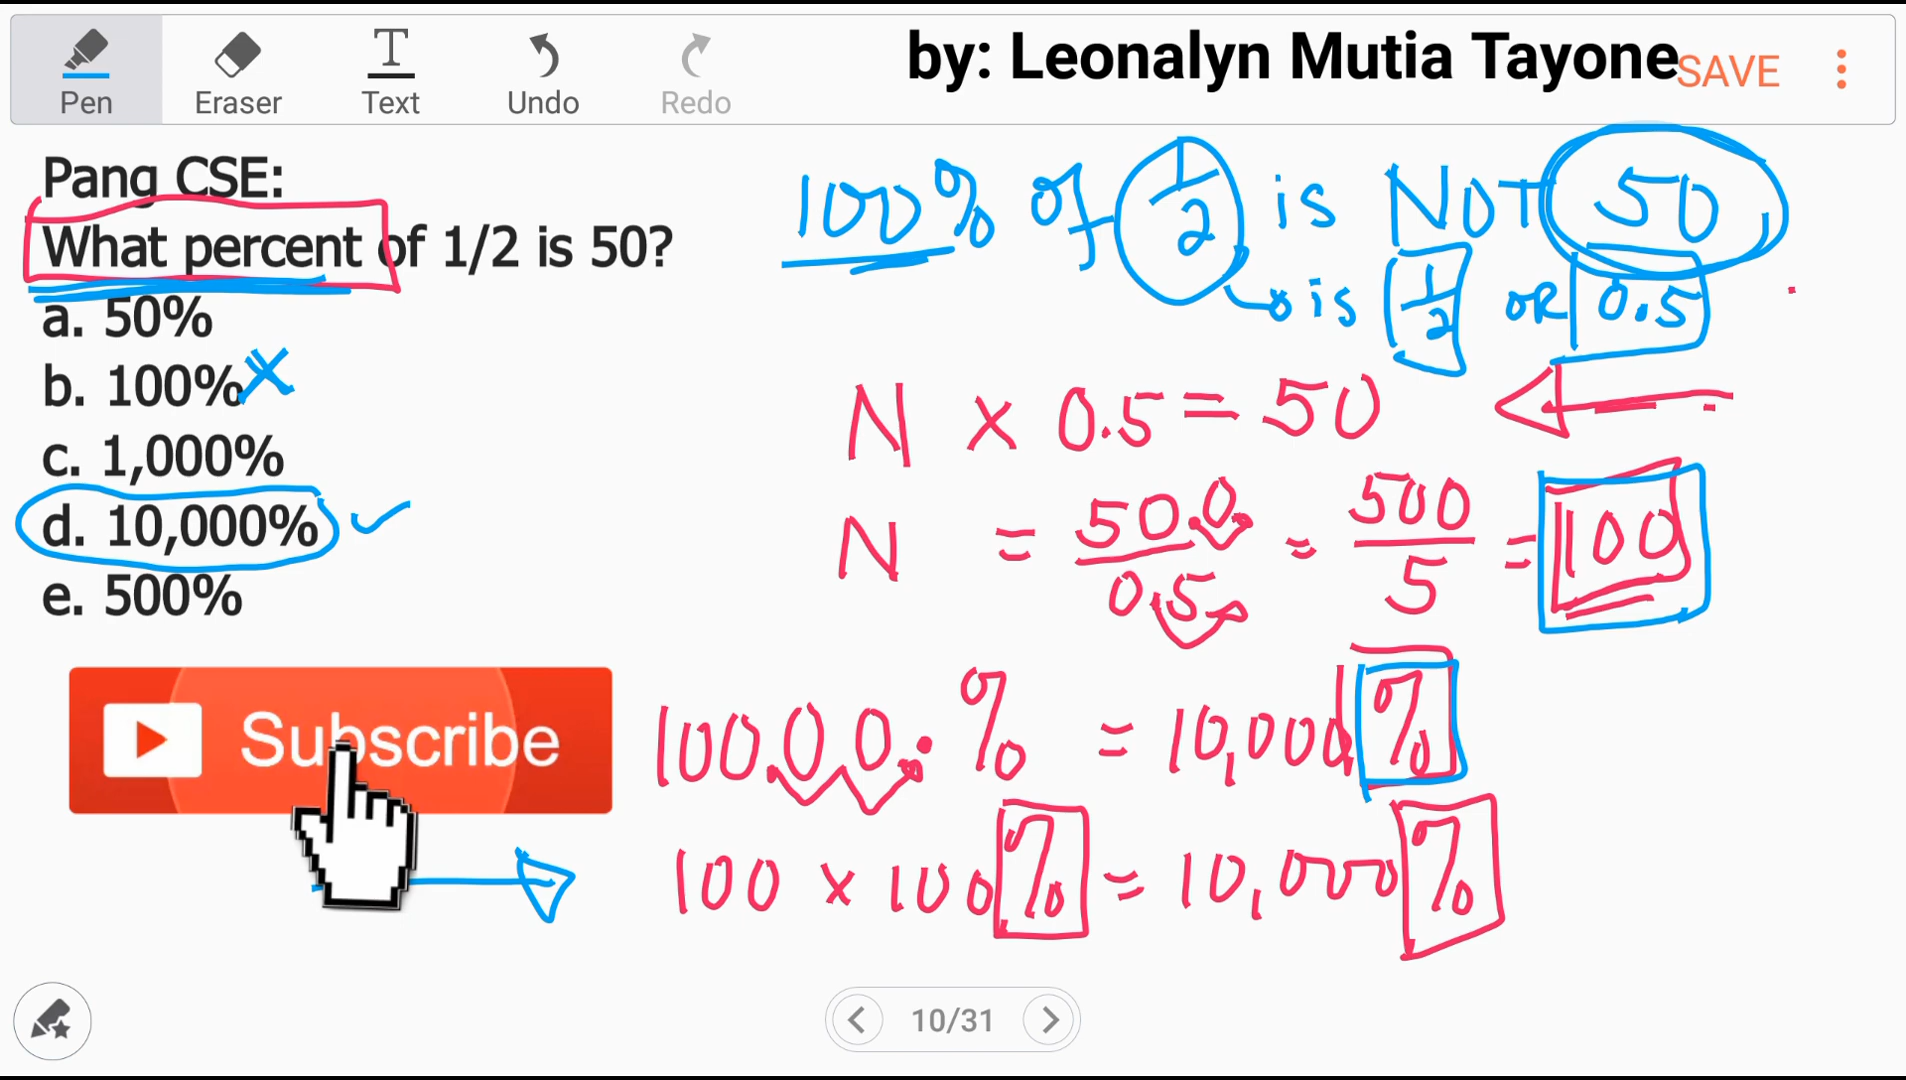 Pen
Eraser
Text
Undo
Redo
by: Leonalyn Mutia Tayone
SAVE
Pang CSE:
What percent of 1/2 is 50?
a. 50%
b. 100%
c. 1,000%
d. 10,000%
e. 500%
Subscribe
100% of 1/2 is NOT 50
is 1/2 OR 0.5
N x 0.5 = 50
N = 50.0/0.5 = 500/5 = 100
100.00.% = 10,000%
100 x 100% = 10,000%
10/31